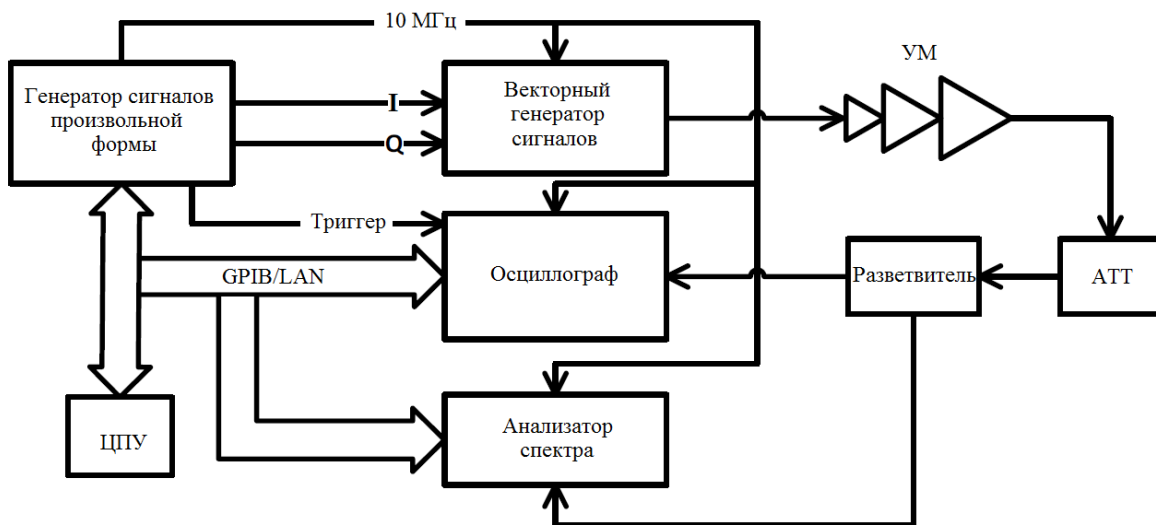 10 МГц
УМ
Генератор сигналов
произвольной
формы
I
Q
Векторный
генератор
сигналов
Триггер
GPIB/LAN
Осциллограф
Разветвитель
АТТ
ЦПУ
Анализатор
спектра